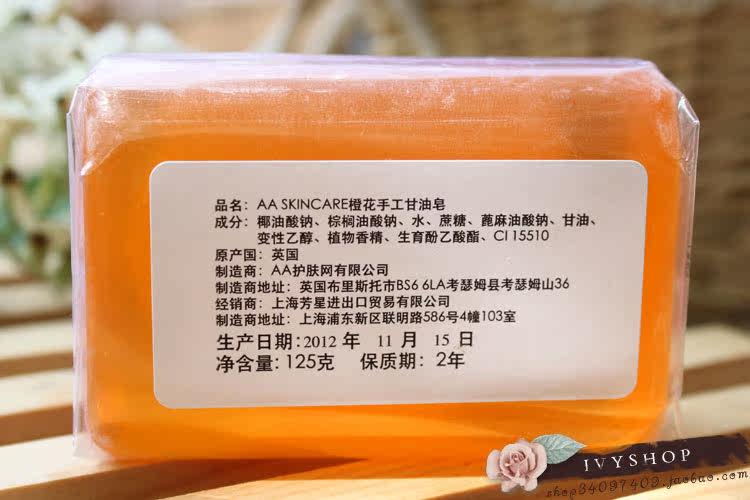 品名：AA SKINCARE橙花手工甘油皂
成分：椰油酸钠、棕榈油酸钠、水、蔗糖、蓖麻油酸钠、甘油、
变性乙醇、植物香精、生育酚乙酸酯、CI 15510
原产国：英国
制造商：AA护肤网有限公司
制造商地址：英国布里斯托市BS6 6LA考瑟姆县考瑟姆山36
经销商：上海芳星进出口贸易有限公司
制造商地址：上海浦东新区联明路586号4幢103室
生产日期：2012 年 11 月 15 日
净含量：125克 保质期：2年
IVYSHOP
shop34097403.taobao.com